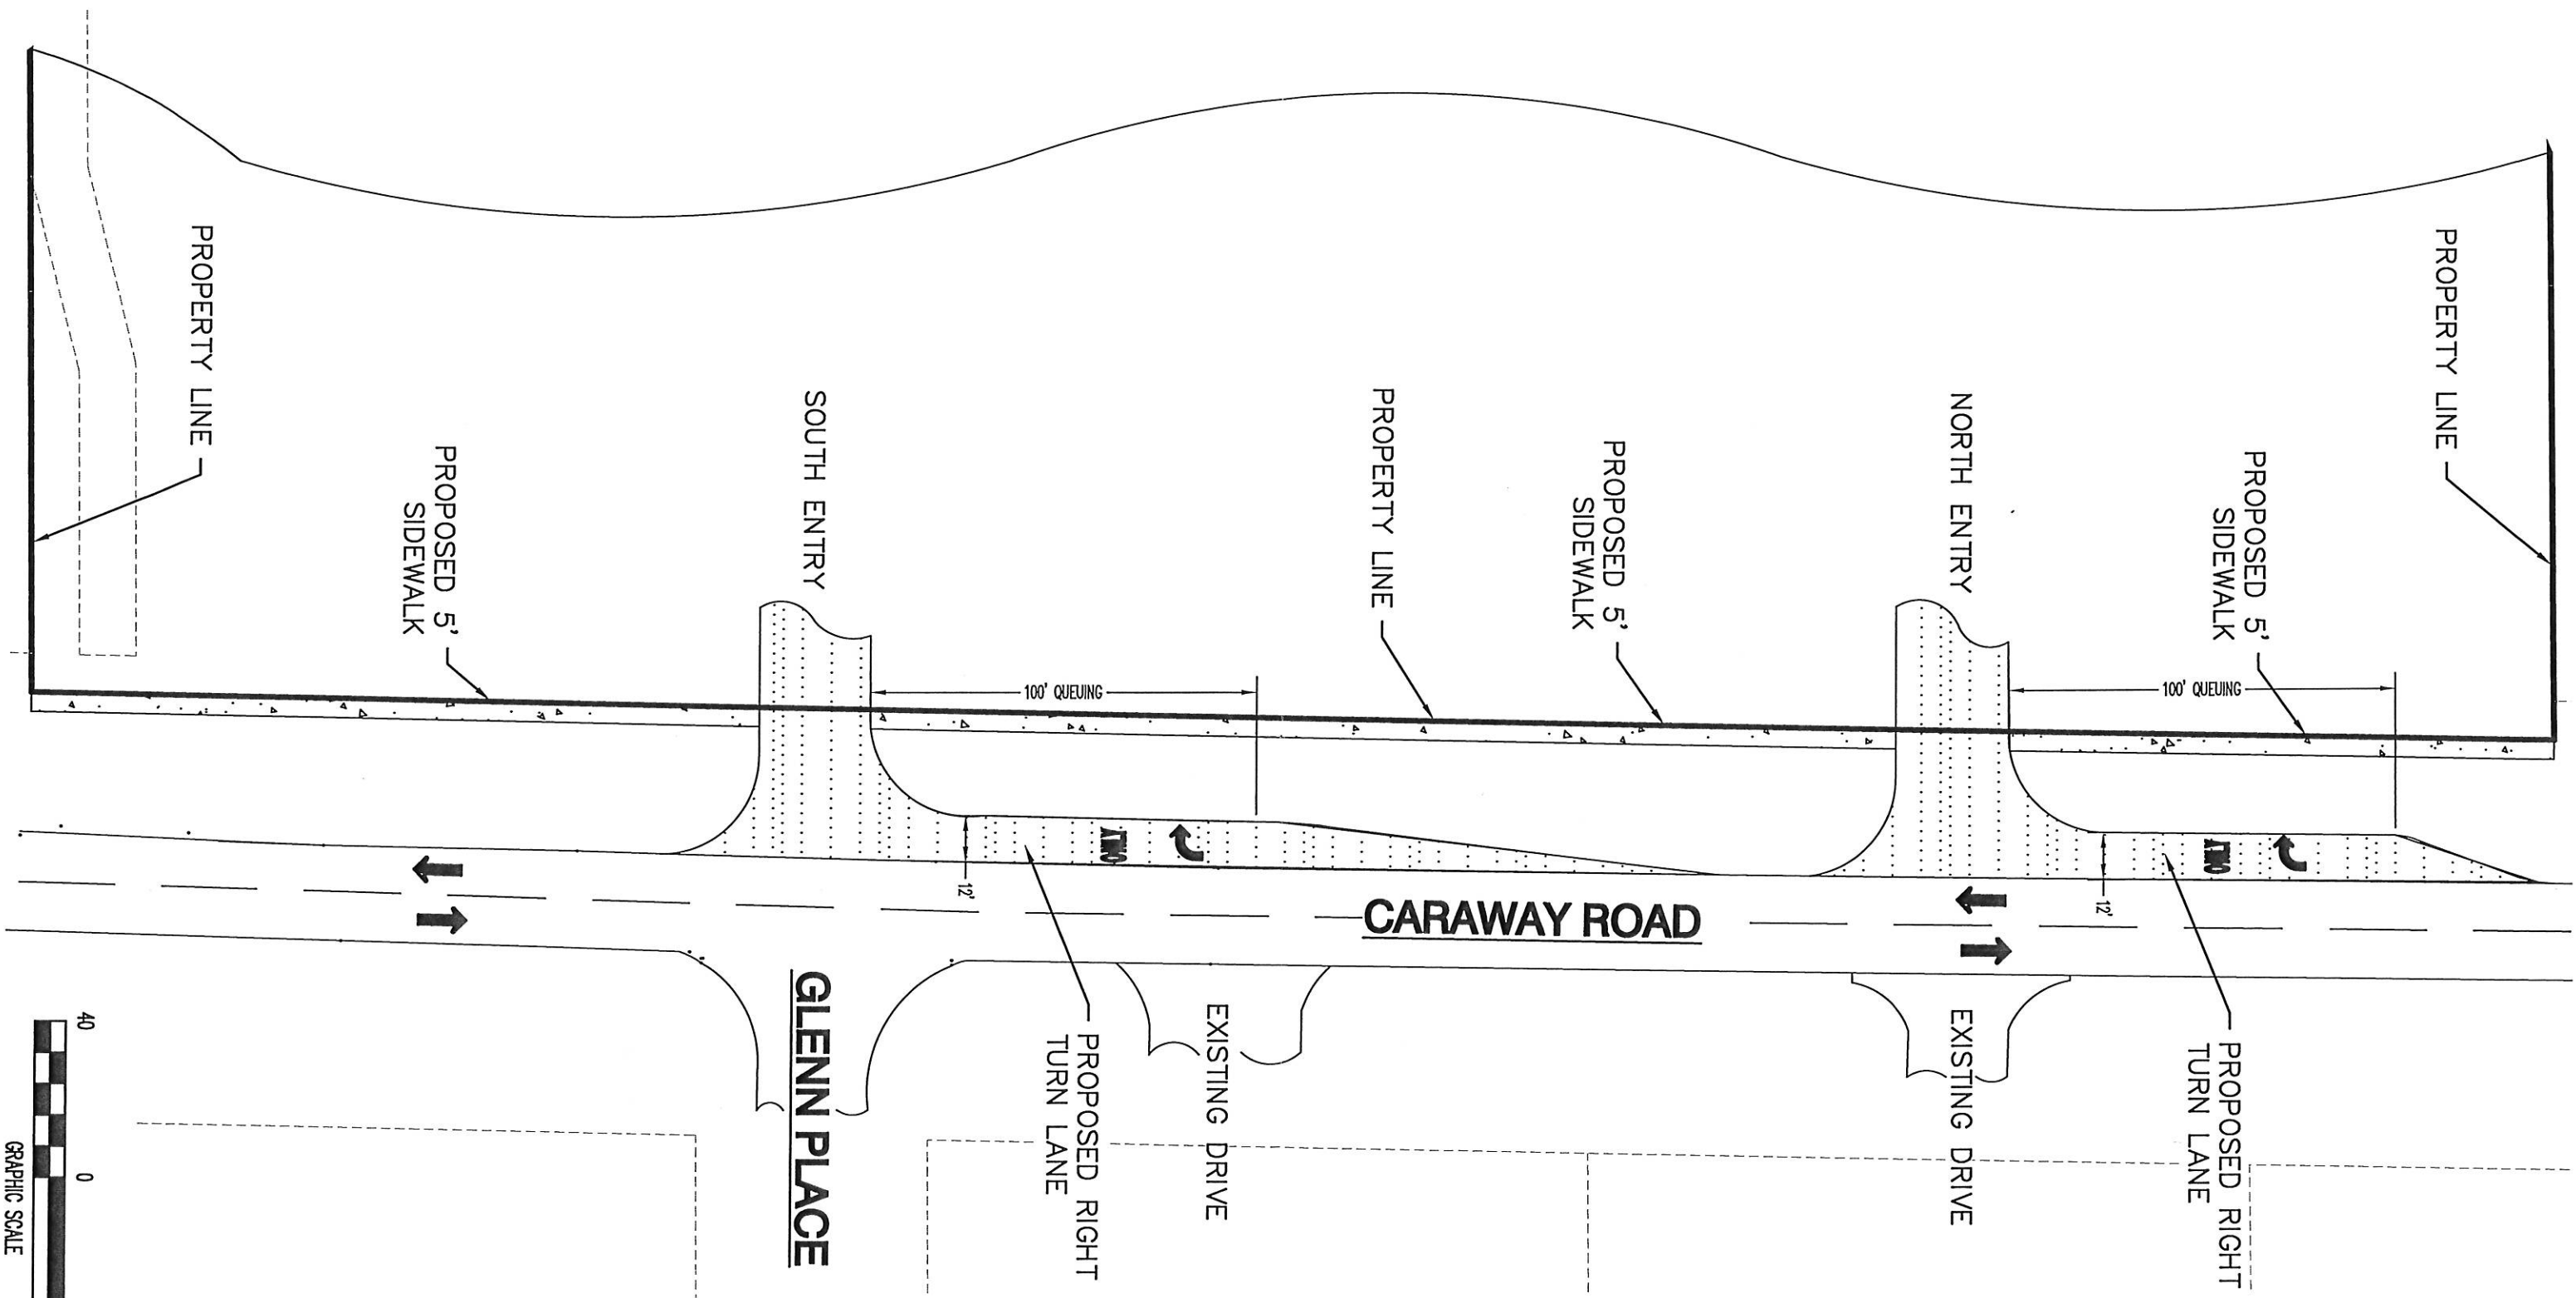 PROPERTY LINE
PROPOSED 5'
SIDEWALK
SOUTH ENTRY
100' QUEUING
PROPERTY LINE
PROPOSED 5'
SIDEWALK
NORTH ENTRY
PROPOSED 5'
SIDEWALK
100' QUEUING
PROPERTY LINE
ONLY
12'
ONLY
12'
CARAWAY ROAD
GLENN PLACE
PROPOSED RIGHT
TURN LANE
EXISTING DRIVE
EXISTING DRIVE
PROPOSED RIGHT
TURN LANE
40
0
GRAPHIC SCALE